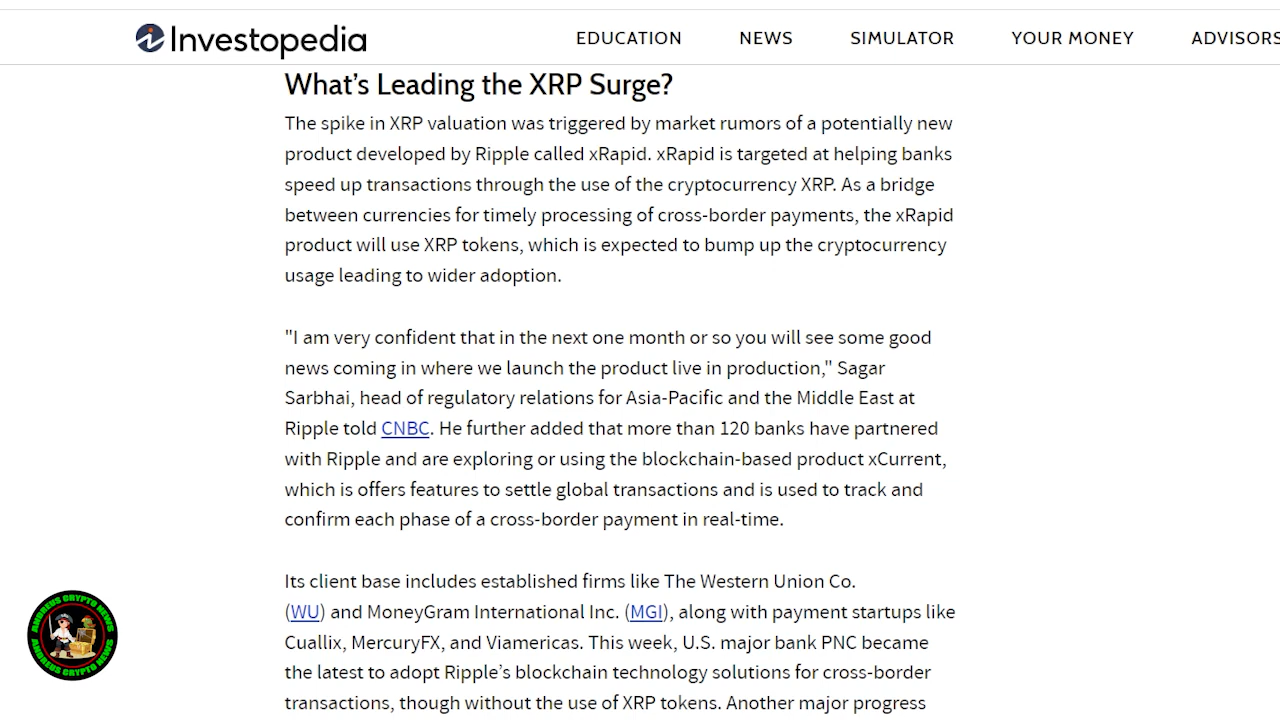 Investopedia
EDUCATION NEWS SIMULATOR YOUR MONEY ADVISORS
What’s Leading the XRP Surge?
The spike in XRP valuation was triggered by market rumors of a potentially new
product developed by Ripple called xRapid. xRapid is targeted at helping banks
speed up transactions through the use of the cryptocurrency XRP. As a bridge
between currencies for timely processing of cross-border payments, the xRapid
product will use XRP tokens, which is expected to bump up the cryptocurrency
usage leading to wider adoption.
"I am very confident that in the next one month or so you will see some good
news coming in where we launch the product live in production," Sagar
Sarbhai, head of regulatory relations for Asia-Pacific and the Middle East at
Ripple told CNBC. He further added that more than 120 banks have partnered
with Ripple and are exploring or using the blockchain-based product xCurrent,
which is offers features to settle global transactions and is used to track and
confirm each phase of a cross-border payment in real-time.
Its client base includes established firms like The Western Union Co.
(WU) and MoneyGram International Inc. (MGI), along with payment startups like
Cuallix, MercuryFX, and Viamericas. This week, U.S. major bank PNC became
the latest to adopt Ripple’s blockchain technology solutions for cross-border
transactions, though without the use of XRP tokens. Another major progress
ANDREUS CRYPTO NEWS
ANDREUS CRYPTO NEWS